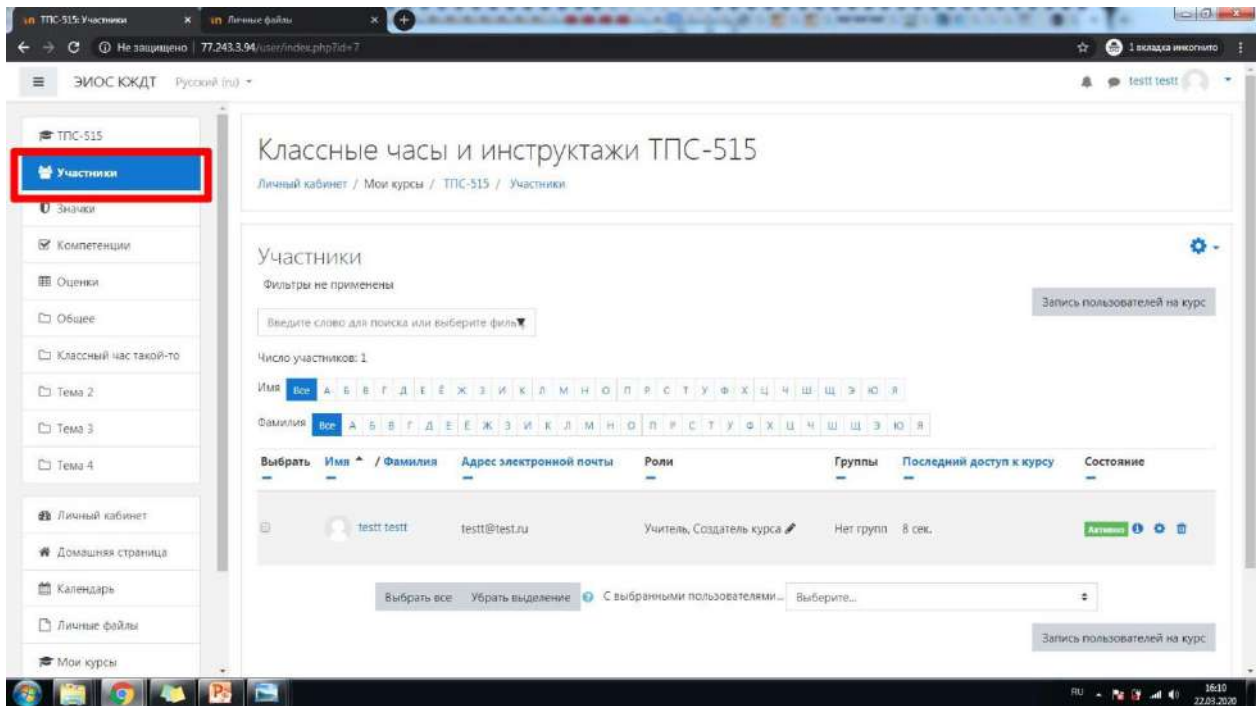 ТПС-515: Участники
Личные файлы
Не защищено 77.243.3.94/user/index.php?id=7
1 вкладка инкогнито
ЭИОС КЖДТ Русский (ru)
testt testt
ТПС-515
Участники
Значки
Компетенции
Оценки
Общее
Классный час такой-то
Тема 2
Тема 3
Тема 4
Личный кабинет
Домашняя страница
Календарь
Личные файлы
Мои курсы
Классные часы и инструктажи ТПС-515
Личный кабинет / Мои курсы / ТПС-515 / Участники
Участники
Фильтры не применены
Запись пользователей на курс
Введите слово для поиска или выберите филь
Число участников: 1
Имя Все А Б В Г Д Е Ё Ж З И К Л М Н О П Р С Т У Ф Х Ц Ч Ш Щ Э Ю Я
Фамилия Все А Б В Г Д Е Ё Ж З И К Л М Н О П Р С Т У Ф Х Ц Ч Ш Щ Э Ю Я
Выбрать Имя / Фамилия Адрес электронной почты Роли Группы Последний доступ к курсу Состояние
testt testt testt@test.ru Учитель, Создатель курса Нет групп 8 сек. Активно
Выбрать все Убрать выделение С выбранными пользователями... Выберите...
Запись пользователей на курс
RU 16:10
22.03.2020